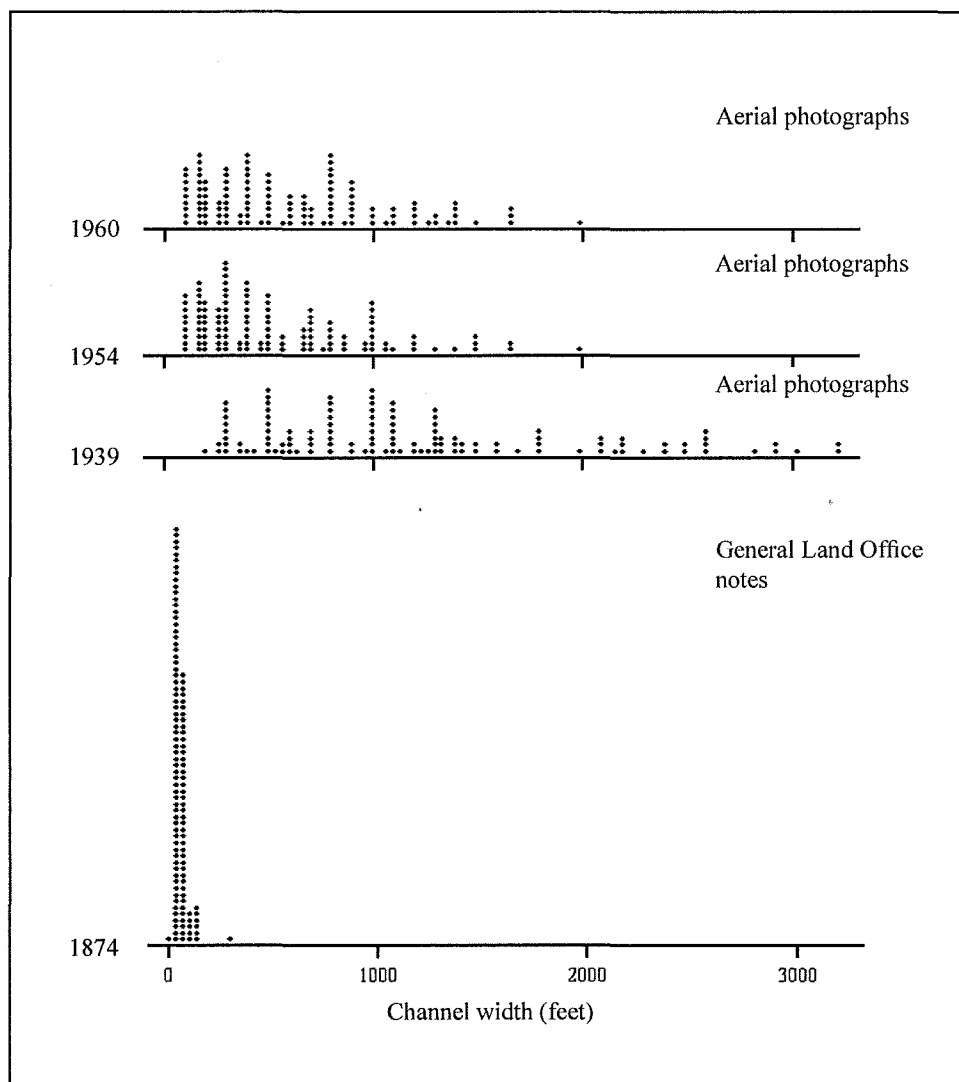 Aerial photographs
1960
Aerial photographs
1954
Aerial photographs
1939
General Land Office
notes
1874
0 1000 2000 3000
Channel width (feet)